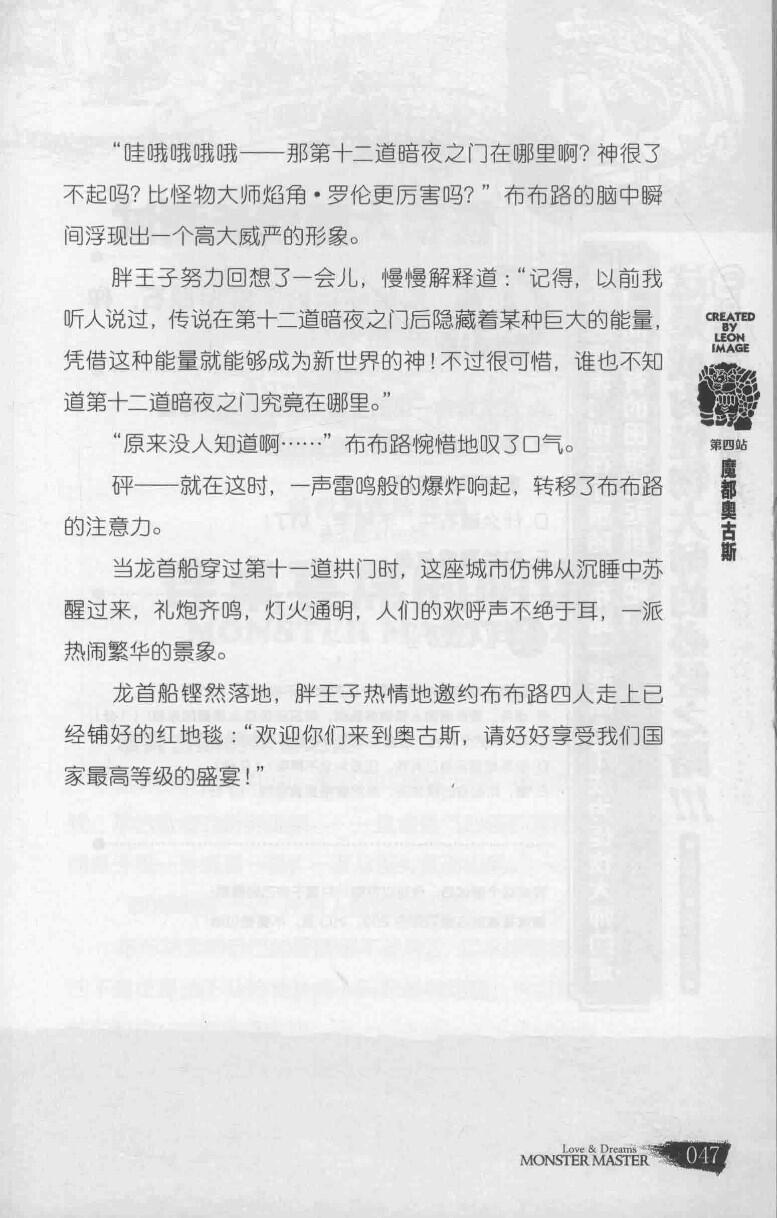 “哇哦哦哦哦——那第十二道暗夜之门在哪里啊？神很了
不起吗？比怪物大师焰角·罗伦更厉害吗？”布布路的脑中瞬
间浮现出一个高大威严的形象。
胖王子努力回想了一会儿，慢慢解释道：“记得，以前我
听人说过，传说在第十二道暗夜之门后隐藏着某种巨大的能量，
凭借这种能量就能够成为新世界的神！不过很可惜，谁也不知
道第十二道暗夜之门究竟在哪里。”
“原来没人知道啊……”布布路惋惜地叹了口气。
砰——就在这时，一声雷鸣般的爆炸响起，转移了布布路
的注意力。
当龙首船穿过第十一道拱门时，这座城市仿佛从沉睡中苏
醒过来，礼炮齐鸣，灯火通明，人们的欢呼声不绝于耳，一派
热闹繁华的景象。
龙首船铿然落地，胖王子热情地邀约布布路四人走上已
经铺好的红地毯：“欢迎你们来到奥古斯，请好好享受我们国
家最高等级的盛宴！”
CREATED
BY
LEON
IMAGE
第四站
魔都奥古斯
Love & Dreams
MONSTER MASTER
047